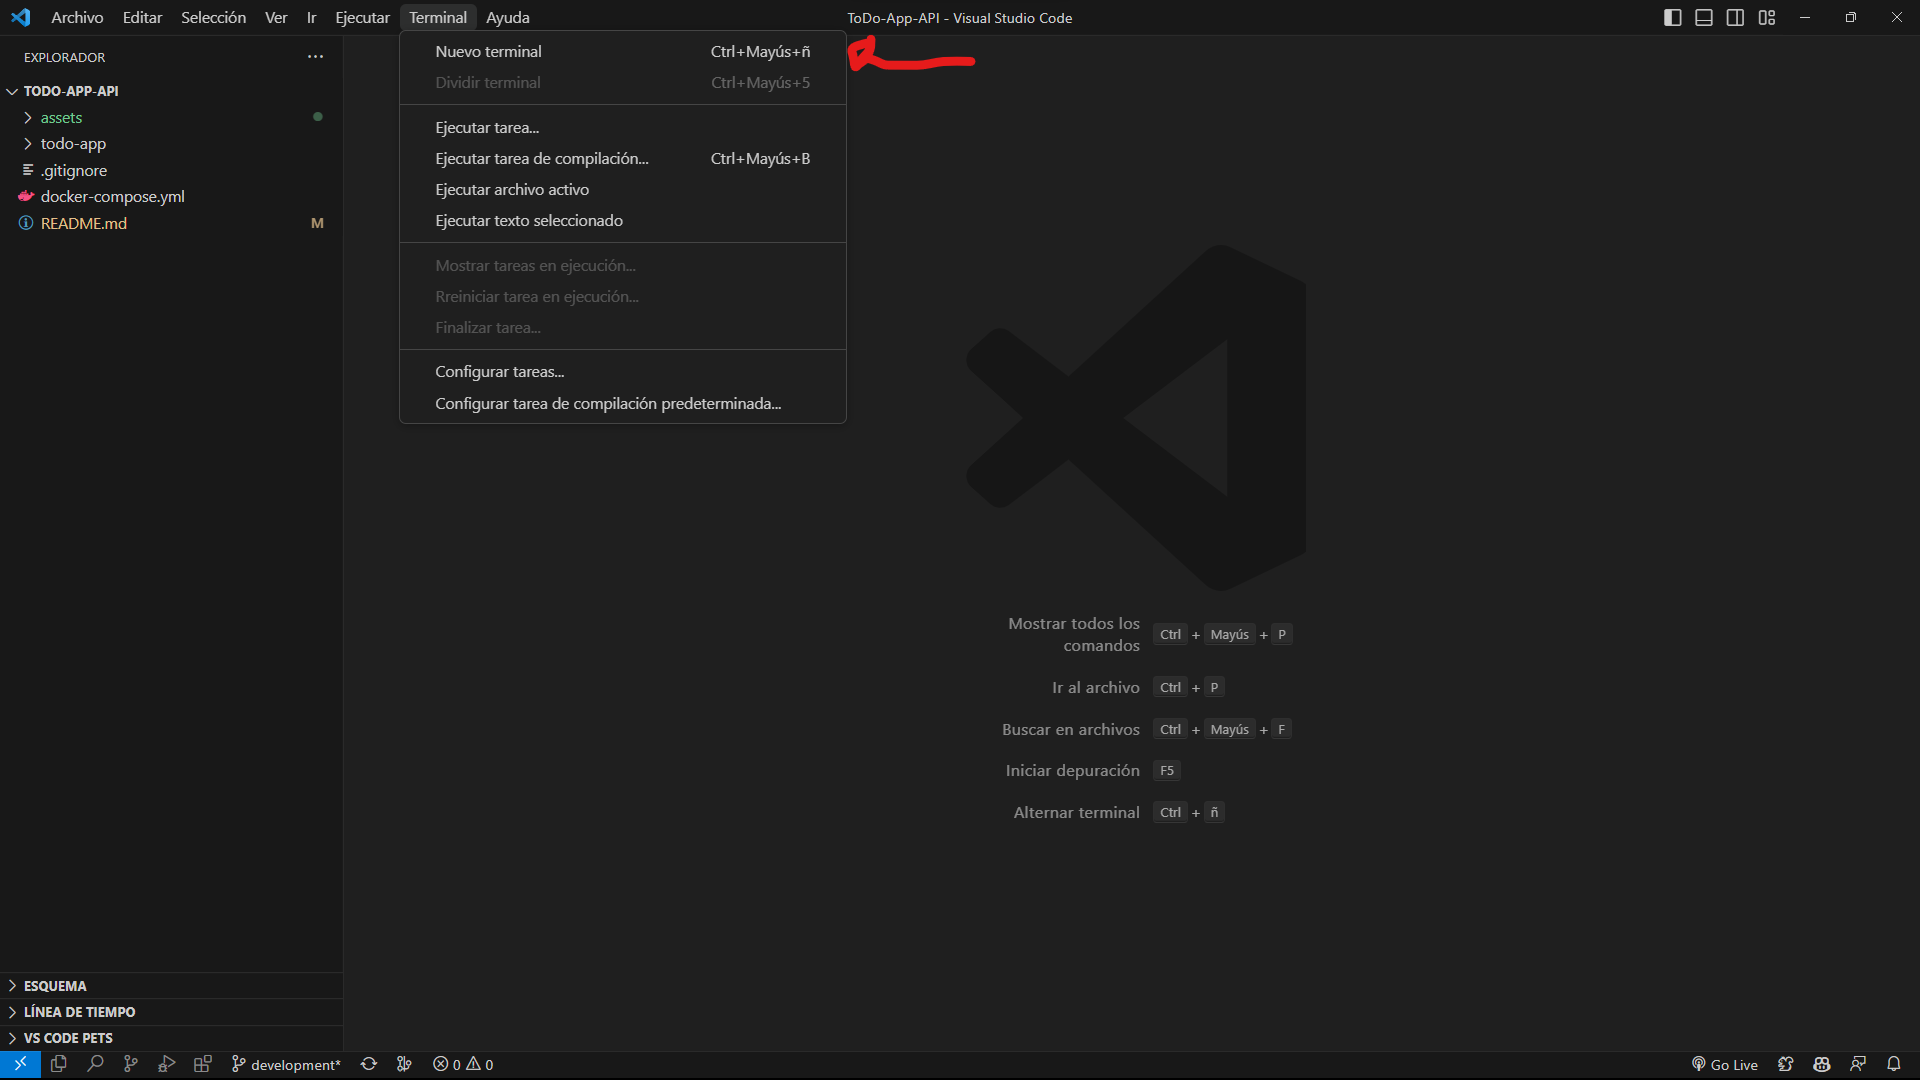 Archivo Editar Selección Ver Ir Ejecutar Terminal Ayuda
ToDo-App-API - Visual Studio Code
EXPLORADOR
TODO-APP-API
assets
todo-app
.gitignore
docker-compose.yml
README.md M
Nuevo terminal Ctrl+Mayús+ñ
Dividir terminal Ctrl+Mayús+5
Ejecutar tarea...
Ejecutar tarea de compilación... Ctrl+Mayús+B
Ejecutar archivo activo
Ejecutar texto seleccionado
Mostrar tareas en ejecución...
Rreiniciar tarea en ejecución...
Finalizar tarea...
Configurar tareas...
Configurar tarea de compilación predeterminada...
Mostrar todos los
comandos Ctrl + Mayús + P
Ir al archivo Ctrl + P
Buscar en archivos Ctrl + Mayús + F
Iniciar depuración F5
Alternar terminal Ctrl + ñ
ESQUEMA
LÍNEA DE TIEMPO
VS CODE PETS
development* 0 0 Go Live